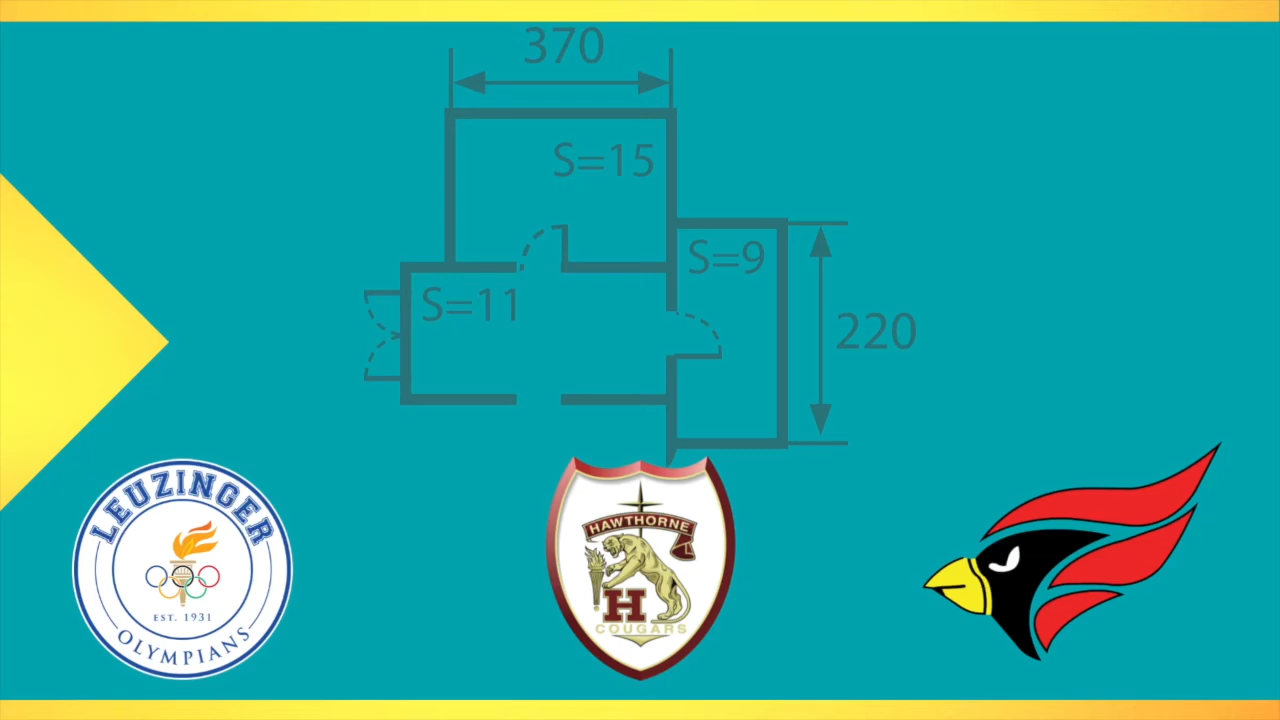 370
S=15
S=9
S=11
220
LEUZINGER
EST. 1931
OLYMPIANS
HAWTHORNE
H
COUGARS